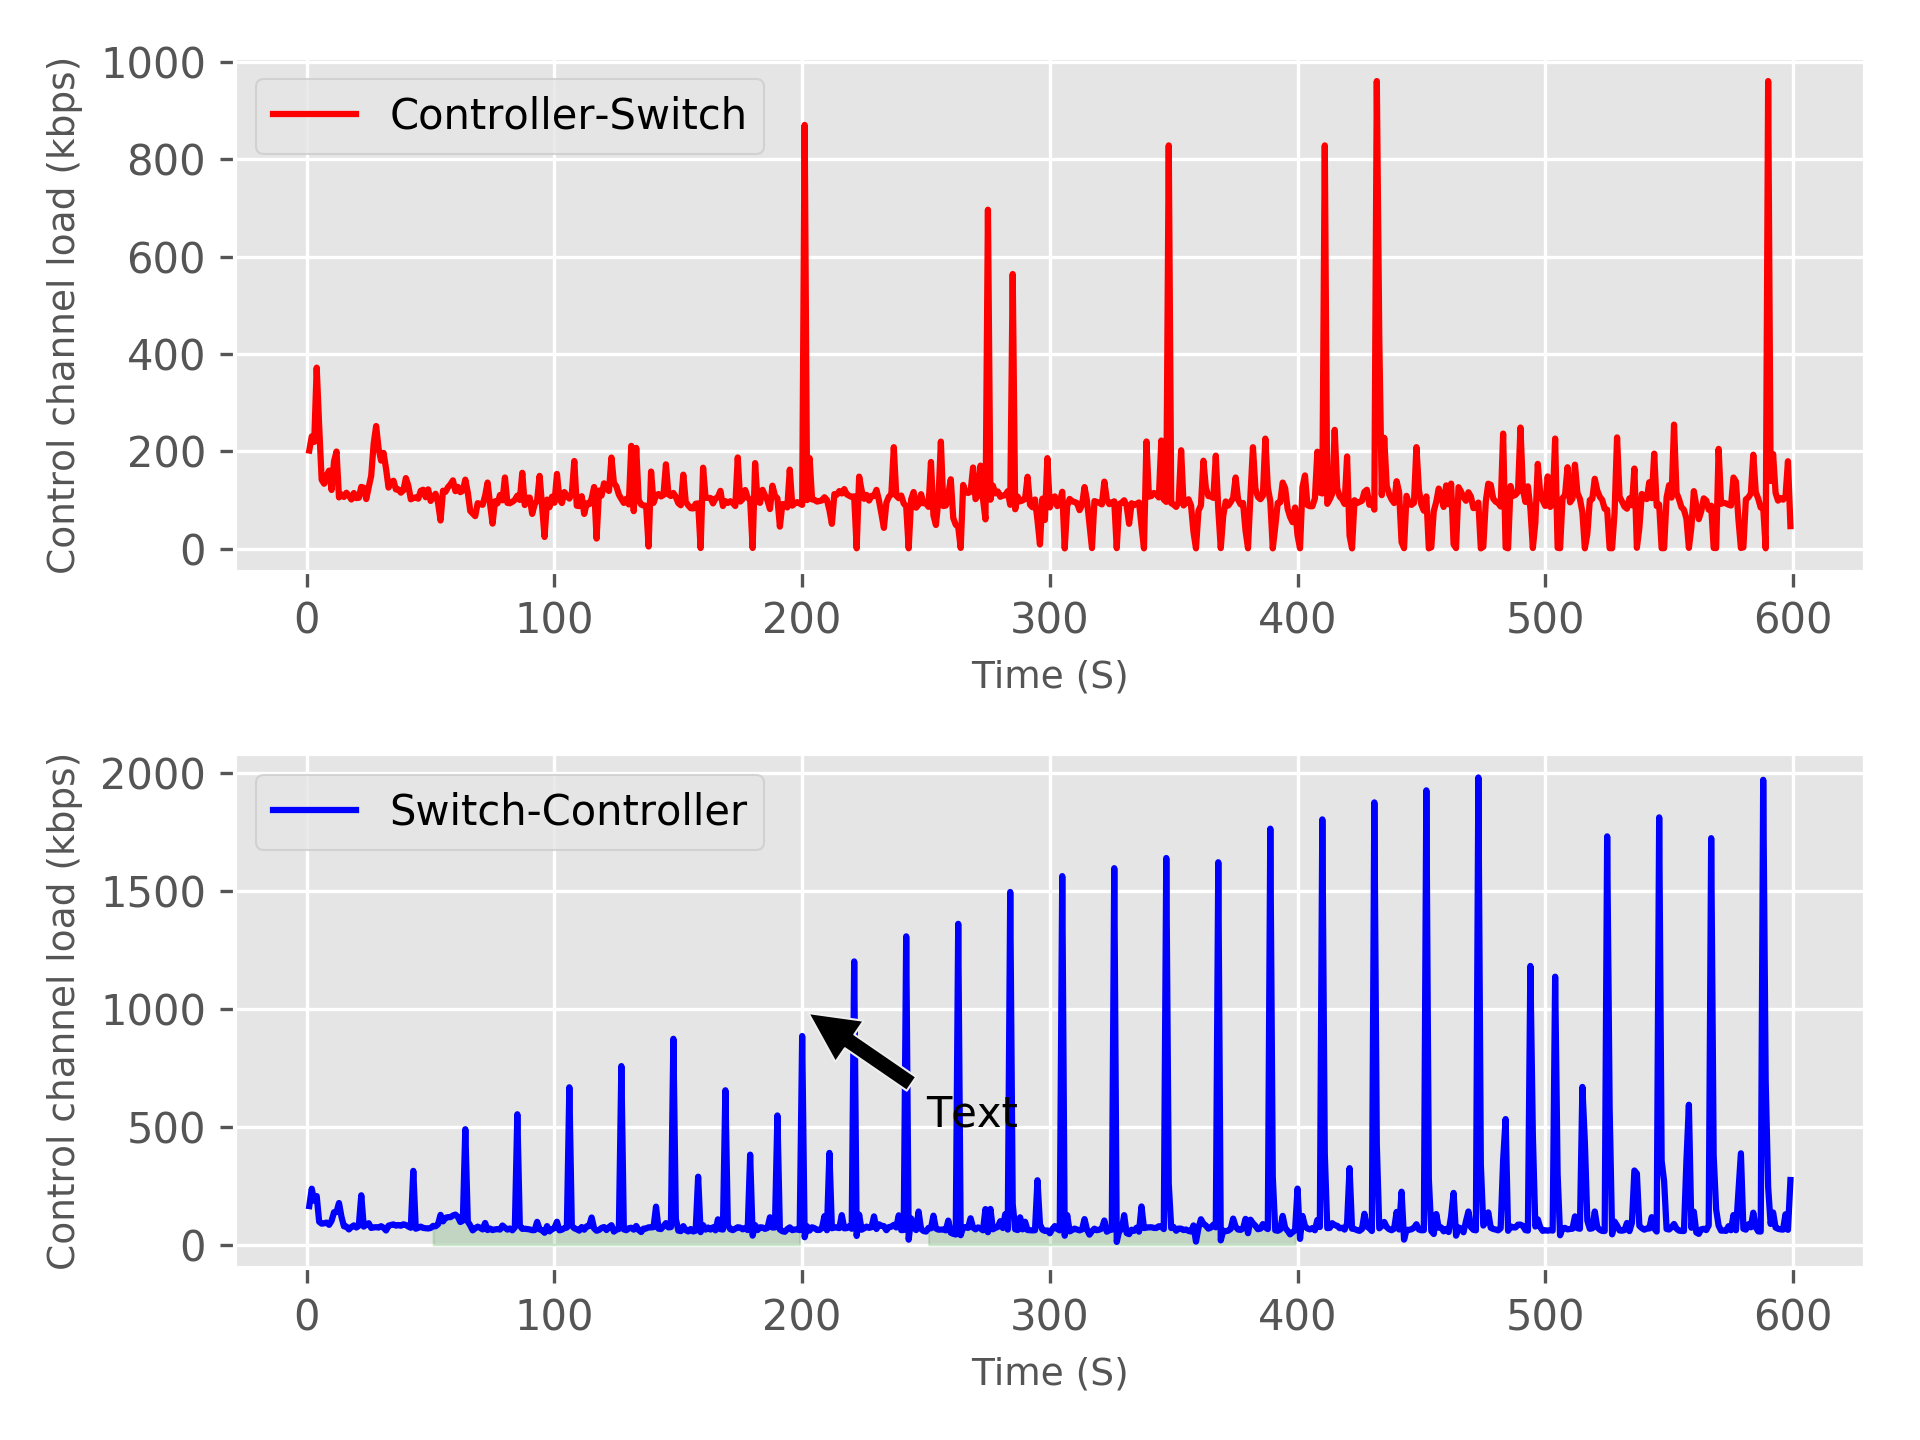 Control channel load (kbps)
1000
800
600
400
200
0
Controller-Switch
0 100 200 300 400 500 600
Time (S)
Control channel load (kbps)
2000
1500
1000
500
0
Switch-Controller
Text
0 100 200 300 400 500 600
Time (S)